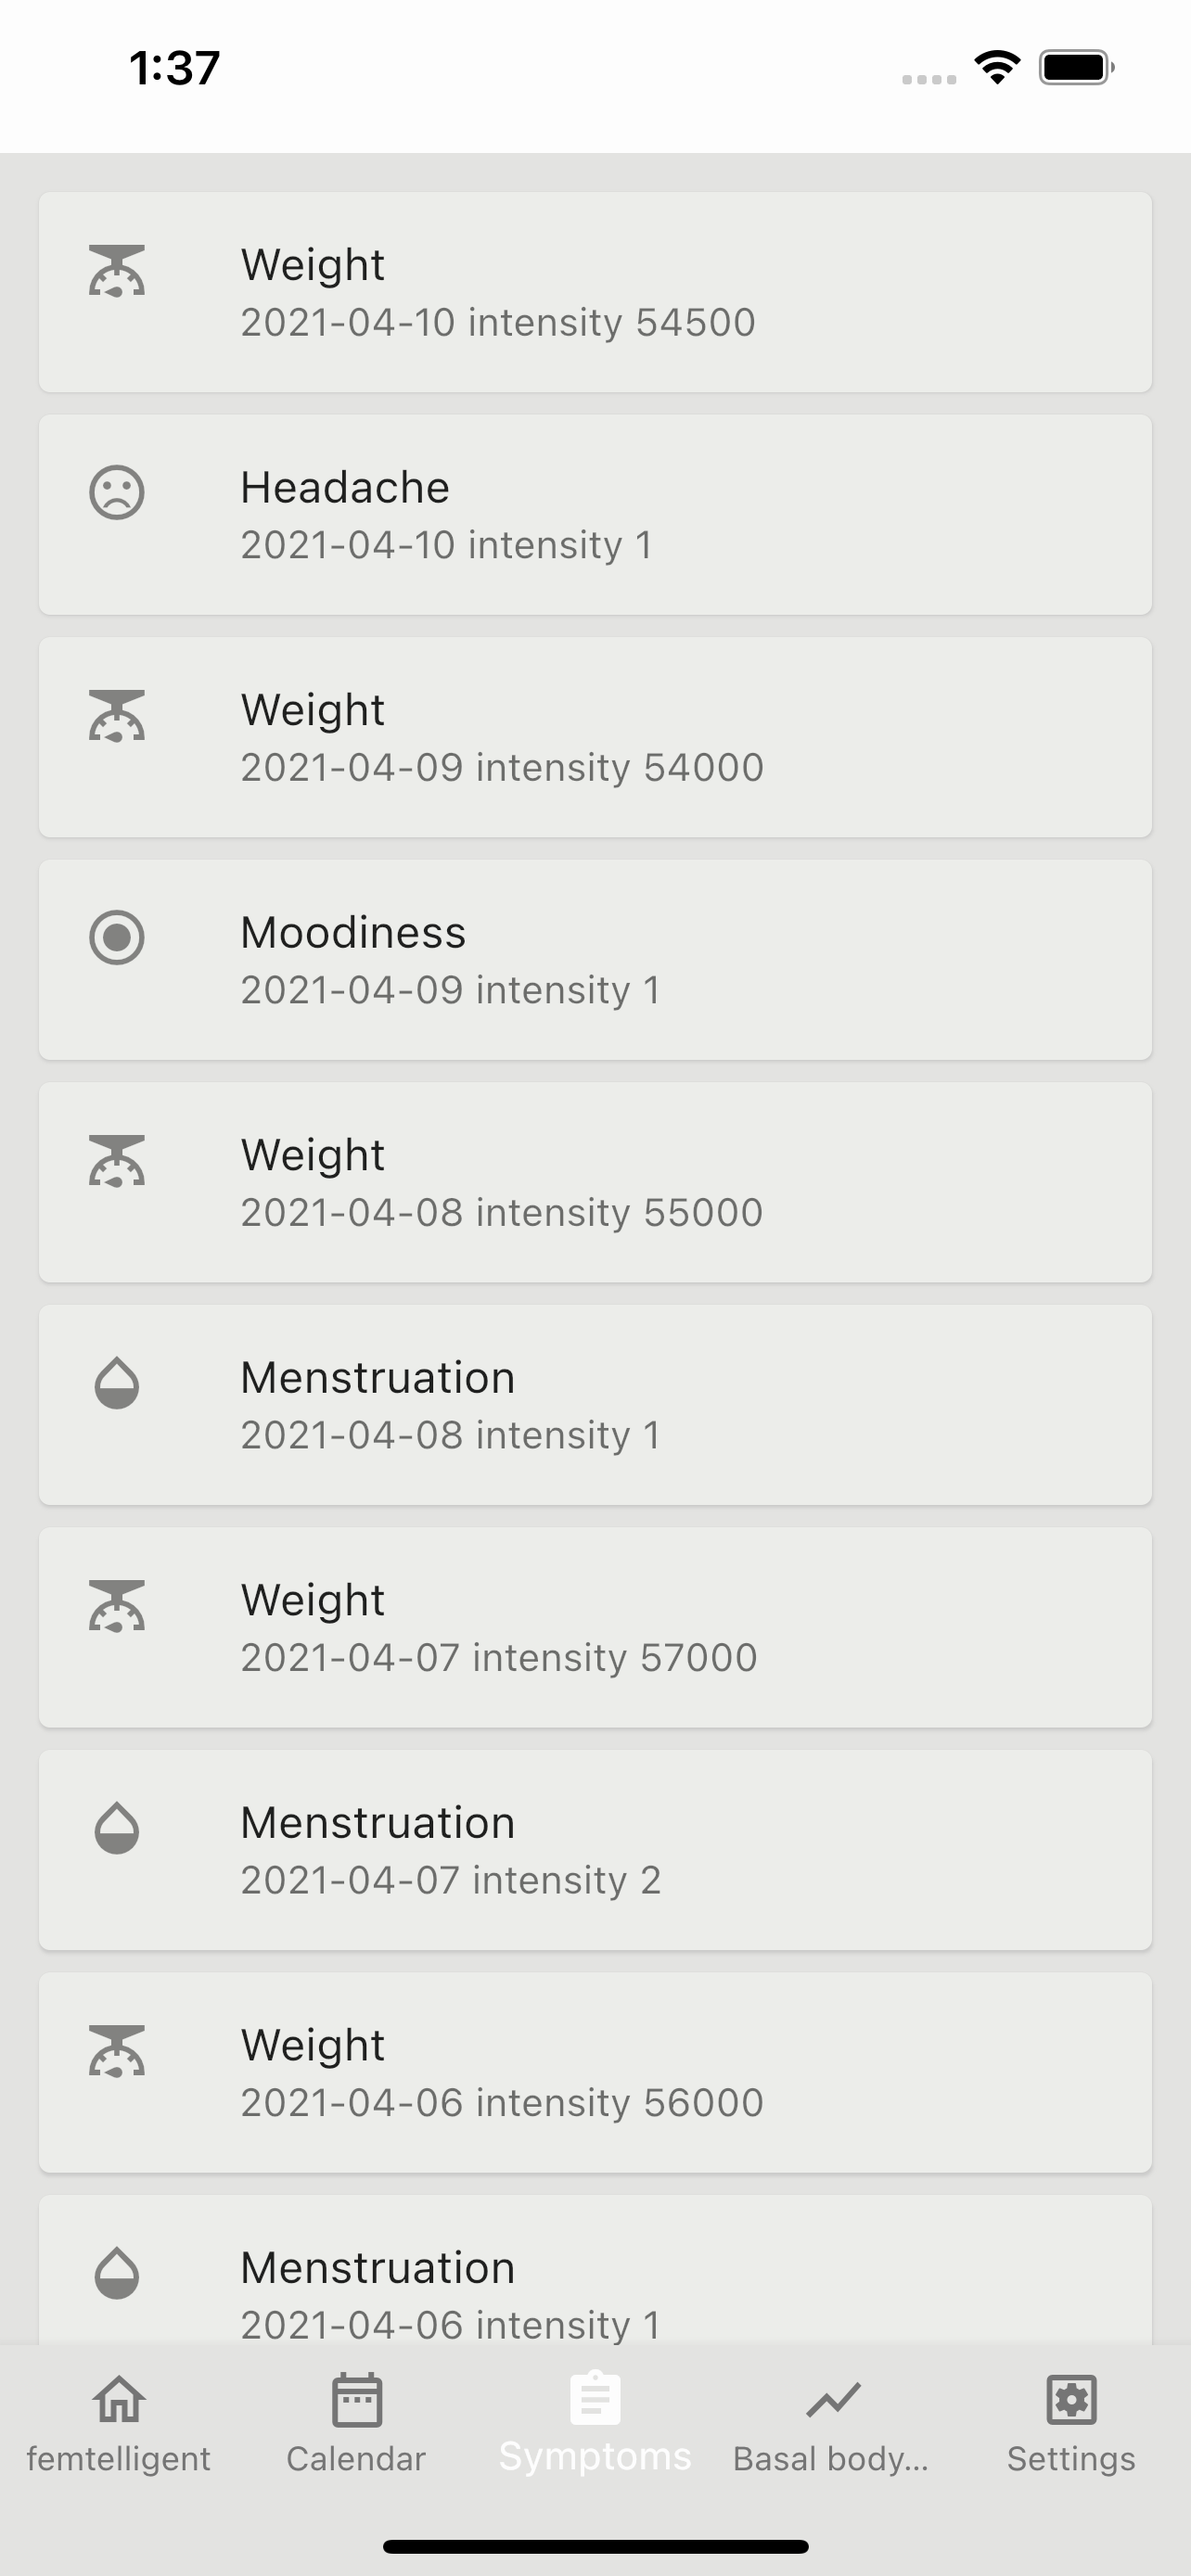 1:37
Weight
2021-04-10 intensity 54500
Headache
2021-04-10 intensity 1
Weight
2021-04-09 intensity 54000
Moodiness
2021-04-09 intensity 1
Weight
2021-04-08 intensity 55000
Menstruation
2021-04-08 intensity 1
Weight
2021-04-07 intensity 57000
Menstruation
2021-04-07 intensity 2
Weight
2021-04-06 intensity 56000
Menstruation
2021-04-06 intensity 1
femtelligent
Calendar
Symptoms
Basal body...
Settings